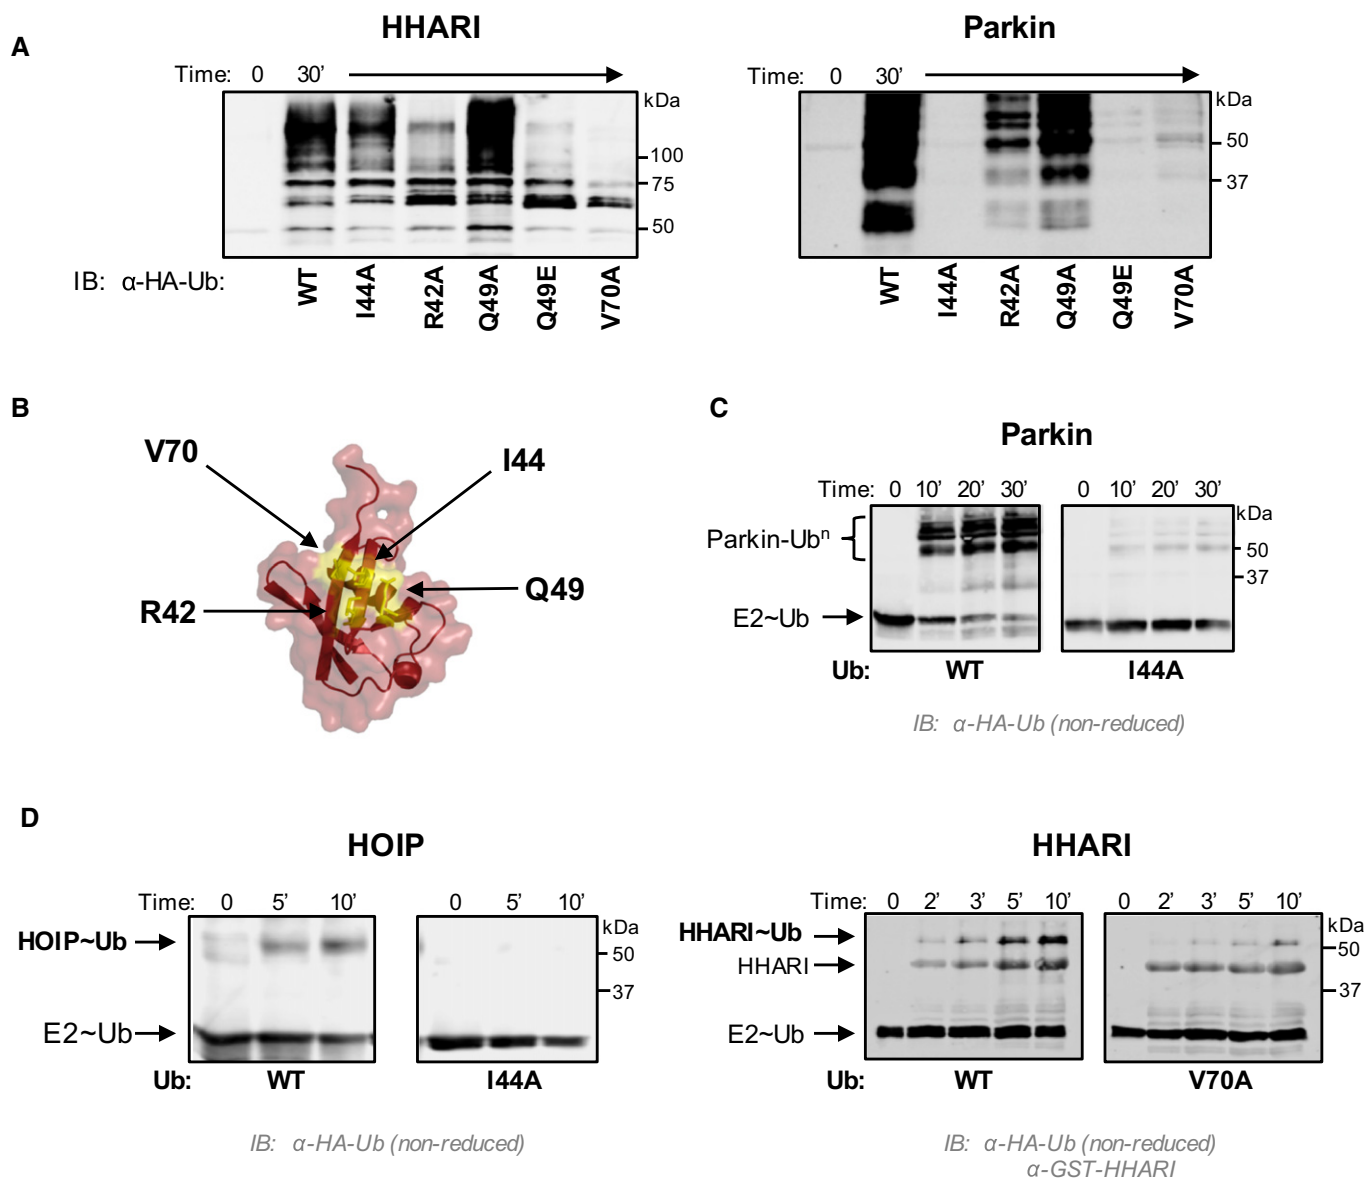 A
HHARI
Time: 0 30'
kDa
100
75
50
IB: α-HA-Ub:
WT I44A R42A Q49A Q49E V70A
Parkin
Time: 0 30'
kDa
50
37
WT I44A R42A Q49A Q49E V70A
B
V70
I44
R42
Q49
C
Parkin
Time: 0 10' 20' 30' 0 10' 20' 30'
kDa
Parkin-Ubⁿ
50
37
E2~Ub
Ub: WT I44A
IB: α-HA-Ub (non-reduced)
D
HOIP
Time: 0 5' 10' 0 5' 10'
kDa
HOIP~Ub
50
37
E2~Ub
Ub: WT I44A
IB: α-HA-Ub (non-reduced)
HHARI
Time: 0 2' 3' 5' 10' 0 2' 3' 5' 10'
kDa
HHARI~Ub
50
HHARI
37
E2~Ub
Ub: WT V70A
IB: α-HA-Ub (non-reduced)
α-GST-HHARI